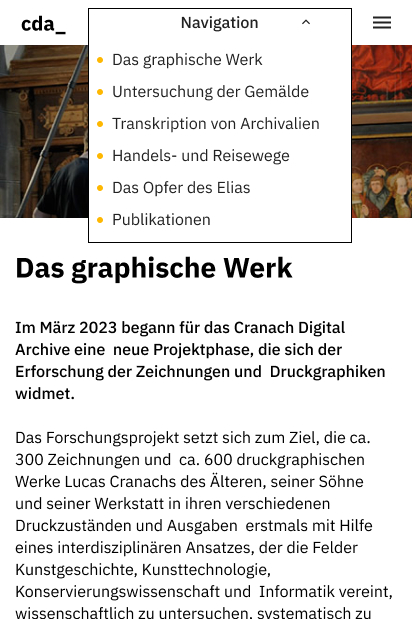 cda_
Navigation
Das graphische Werk
Untersuchung der Gemälde
Transkription von Archivalien
Handels- und Reisewege
Das Opfer des Elias
Publikationen
Das graphische Werk
Im März 2023 begann für das Cranach Digital
Archive eine  neue Projektphase, die sich der
Erforschung der Zeichnungen und  Druckgraphiken
widmet.
Das Forschungsprojekt setzt sich zum Ziel, die ca.
300 Zeichnungen und  ca. 600 druckgraphischen
Werke Lucas Cranachs des Älteren, seiner Söhne
und seiner Werkstatt in ihren verschiedenen
Druckzuständen und Ausgaben  erstmals mit Hilfe
eines interdisziplinären Ansatzes, der die Felder
Kunstgeschichte, Kunsttechnologie,
Konservierungswissenschaft und  Informatik vereint,
wissenschaftlich zu untersuchen, systematisch zu